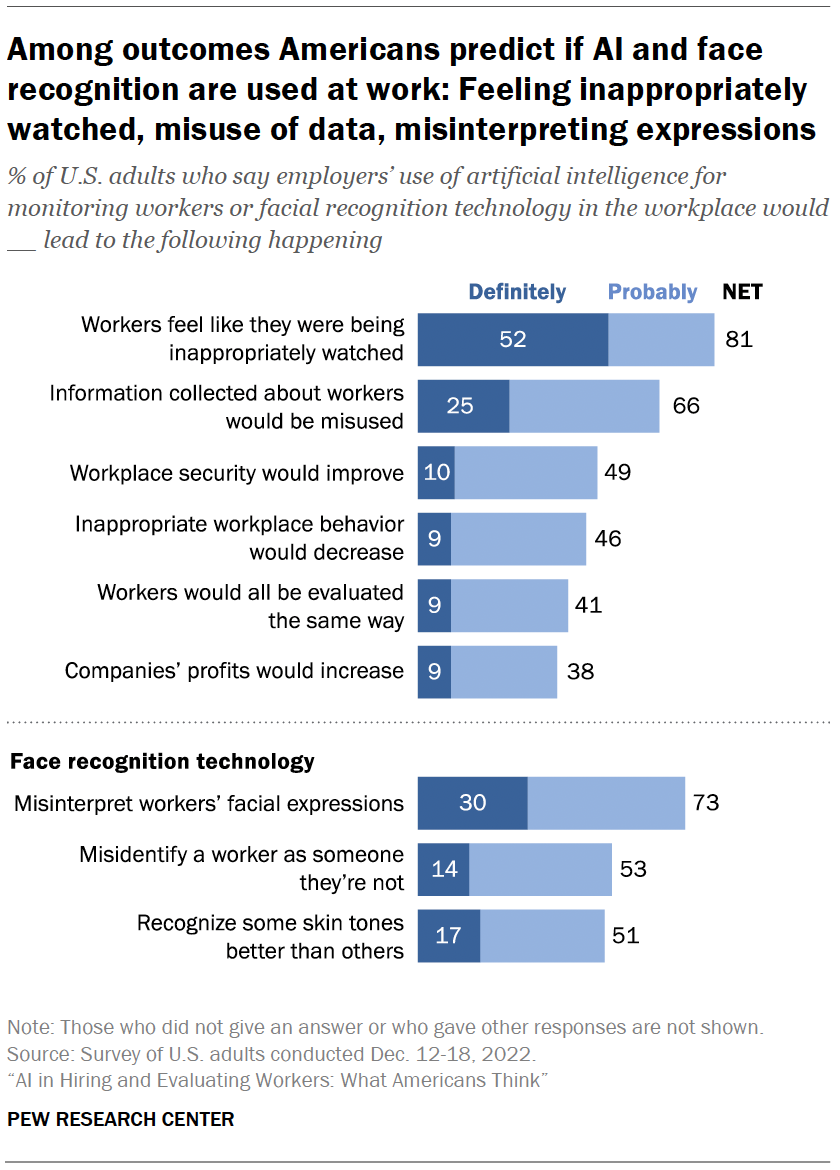 Among outcomes Americans predict if AI and face
recognition are used at work: Feeling inappropriately
watched, misuse of data, misinterpreting expressions
% of U.S. adults who say employers’ use of artificial intelligence for
monitoring workers or facial recognition technology in the workplace would
__ lead to the following happening
Definitely Probably NET
Workers feel like they were being
inappropriately watched
52 81
Information collected about workers
would be misused
25 66
Workplace security would improve 10 49
Inappropriate workplace behavior
would decrease
9 46
Workers would all be evaluated
the same way
9 41
Companies’ profits would increase 9 38
Face recognition technology
Misinterpret workers’ facial expressions 30 73
Misidentify a worker as someone
they’re not
14 53
Recognize some skin tones
better than others
17 51
Note: Those who did not give an answer or who gave other responses are not shown.
Source: Survey of U.S. adults conducted Dec. 12-18, 2022.
“AI in Hiring and Evaluating Workers: What Americans Think”
PEW RESEARCH CENTER